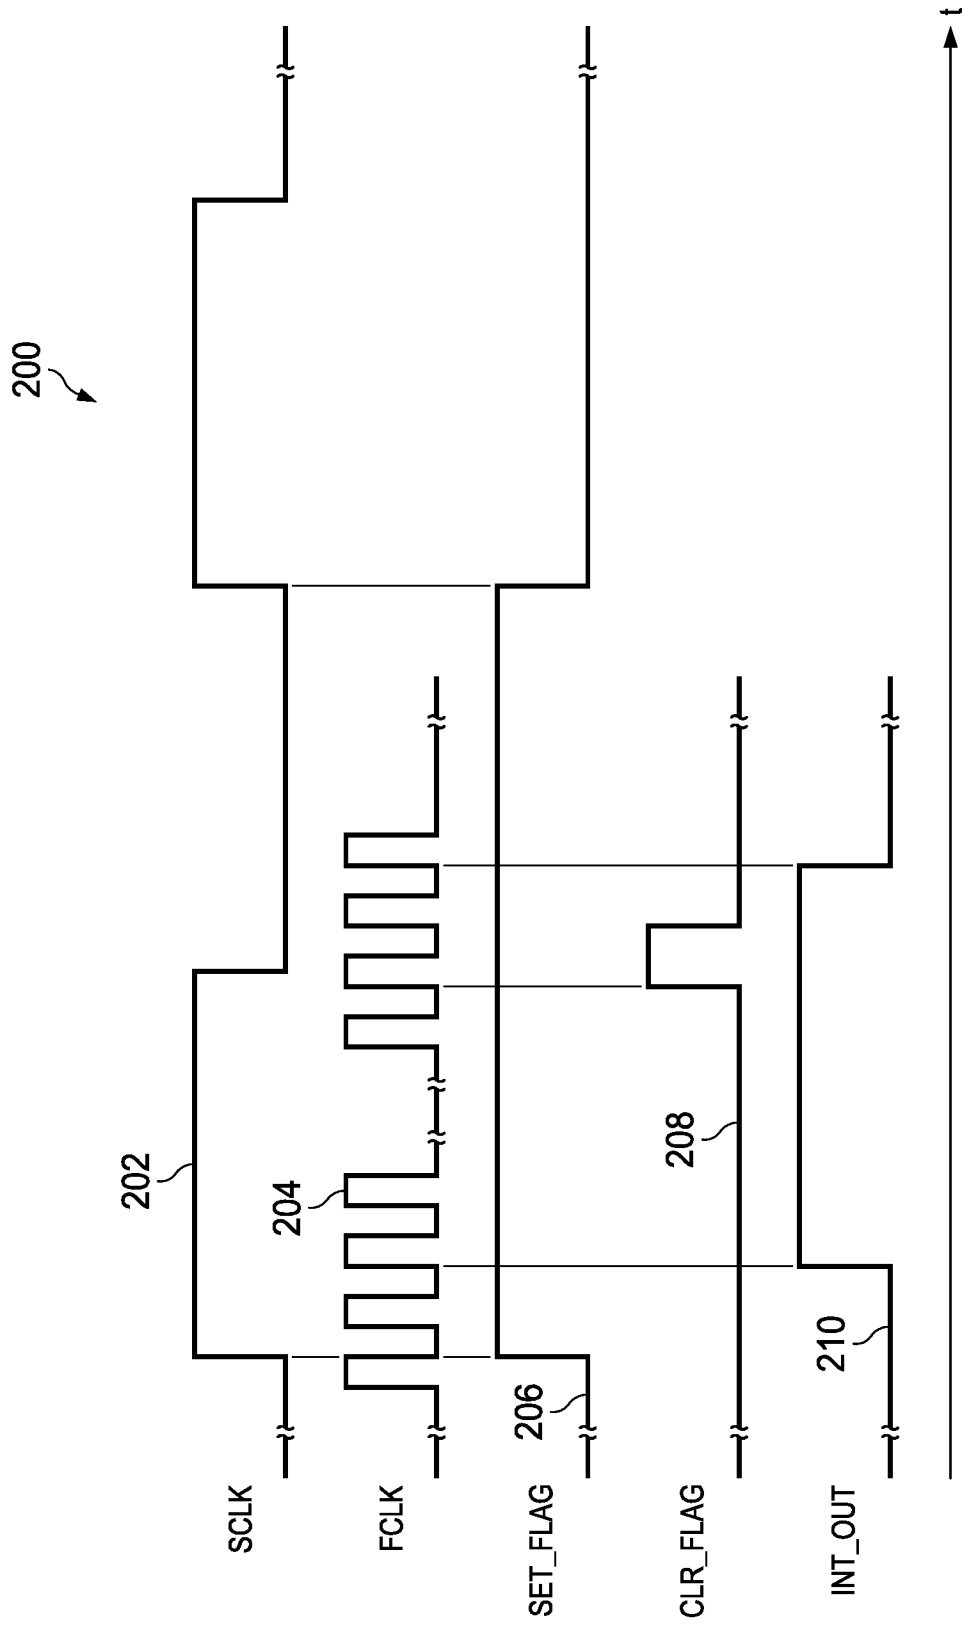 200
SCLK
202
FCLK
204
SET_FLAG
206
CLR_FLAG
208
INT_OUT
210
t